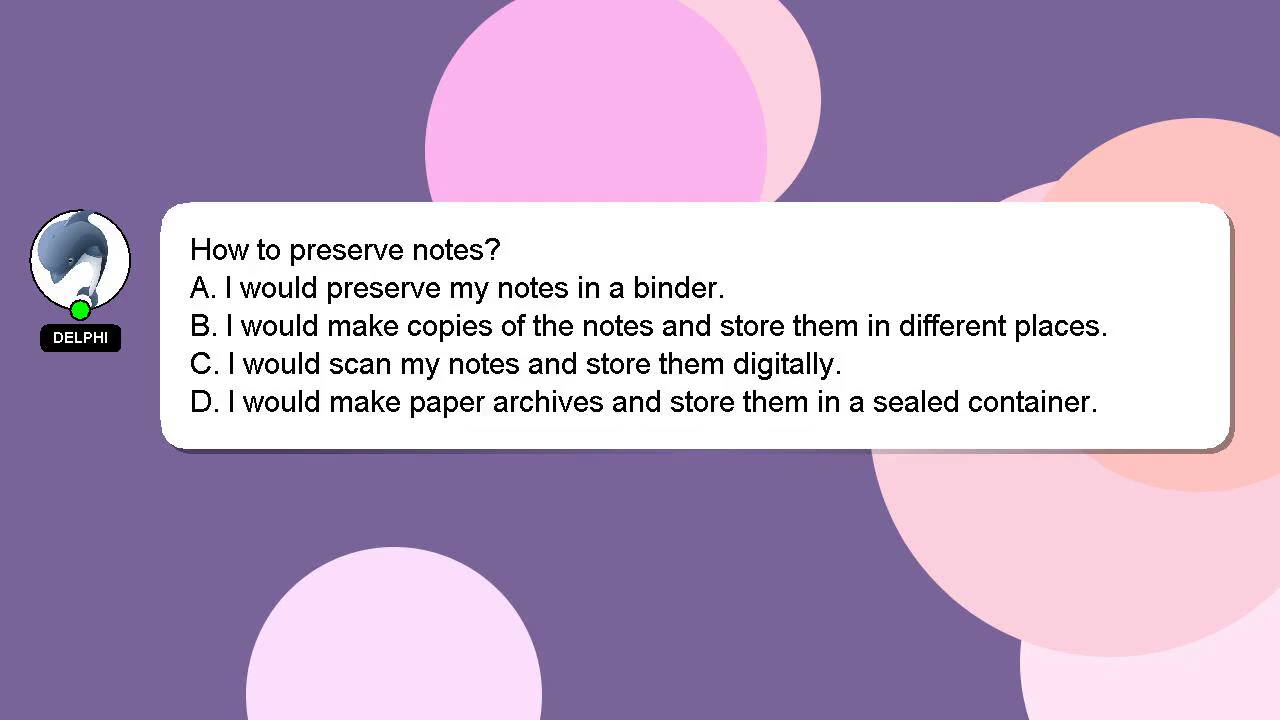 How to preserve notes?
A. I would preserve my notes in a binder.
B. I would make copies of the notes and store them in different places.
C. I would scan my notes and store them digitally.
D. I would make paper archives and store them in a sealed container.
DELPHI